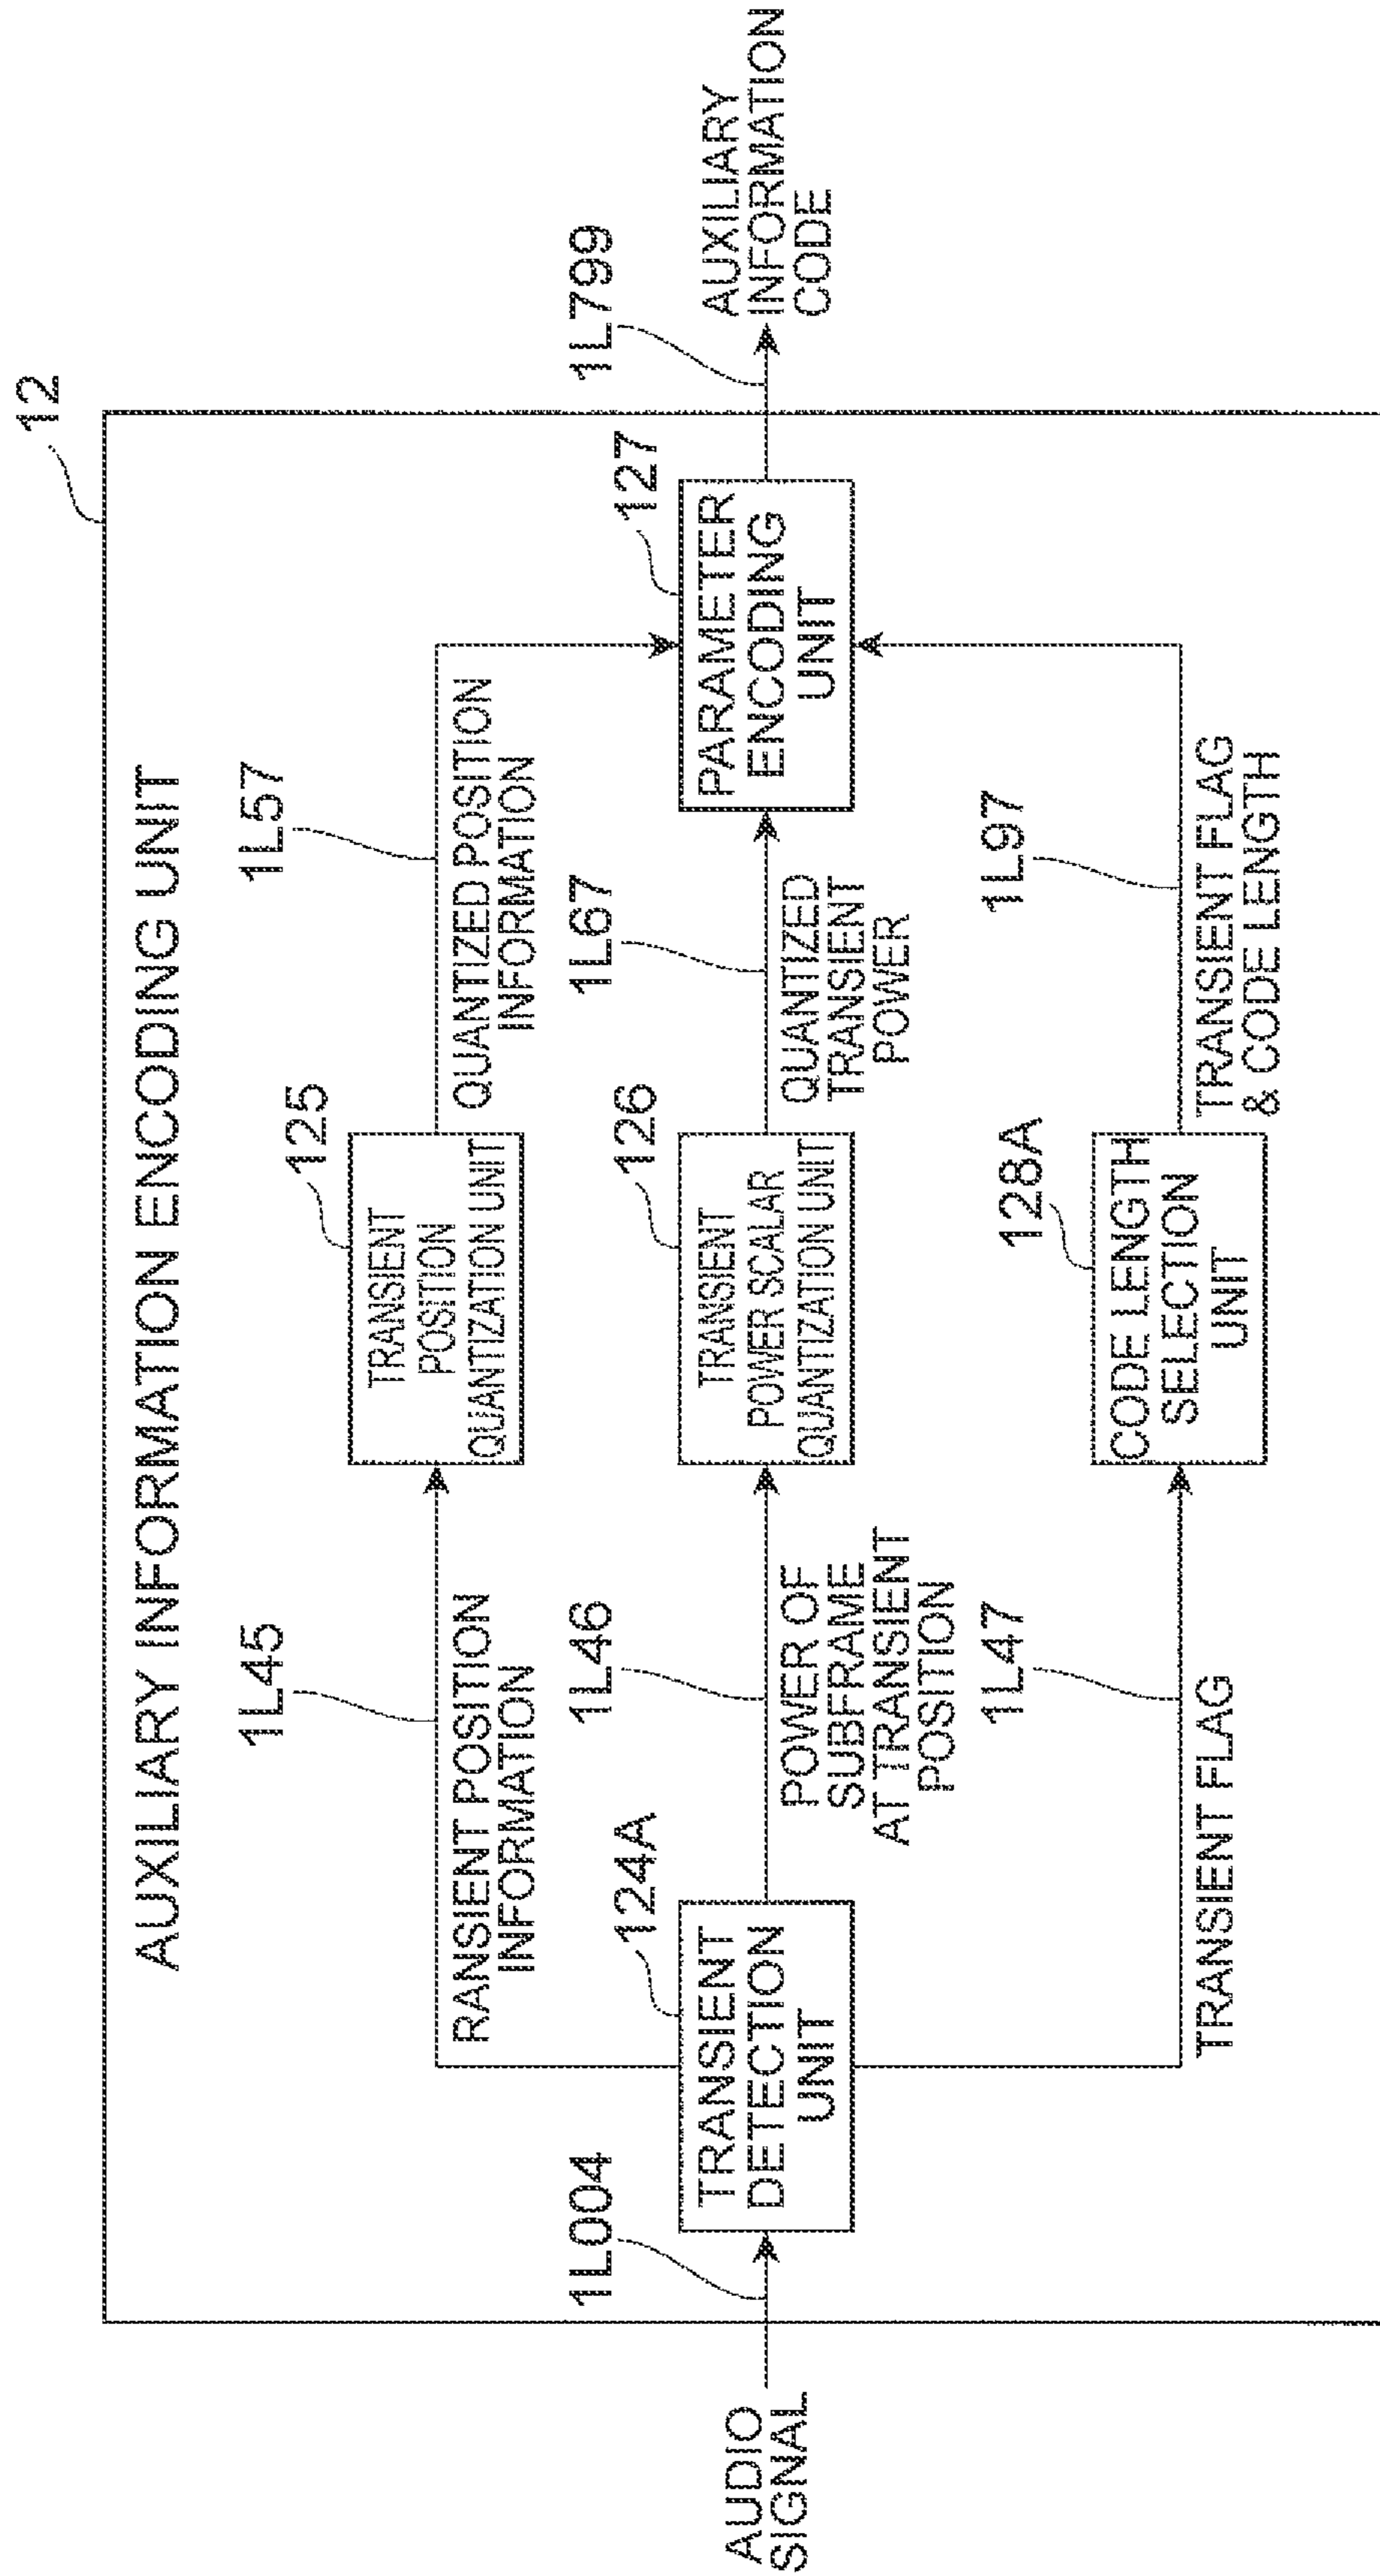 12
AUXILIARY INFORMATION ENCODING UNIT
1L45
RANSIENT POSITION
INFORMATION
125
TRANSIENT
POSITION
QUANTIZATION UNIT
1L57
QUANTIZED POSITION
INFORMATION
AUDIO
SIGNAL
1L004
124A
TRANSIENT
DETECTION
UNIT
1L46
POWER OF
SUBFRAME
AT TRANSIENT
POSITION
126
TRANSIENT
POWER SCALAR
QUANTIZATION UNIT
1L67
QUANTIZED
TRANSIENT
POWER
127
PARAMETER
ENCODING
UNIT
1L799
AUXILIARY
INFORMATION
CODE
1L47
TRANSIENT FLAG
128A
CODE LENGTH
SELECTION
UNIT
1L97
TRANSIENT FLAG
& CODE LENGTH